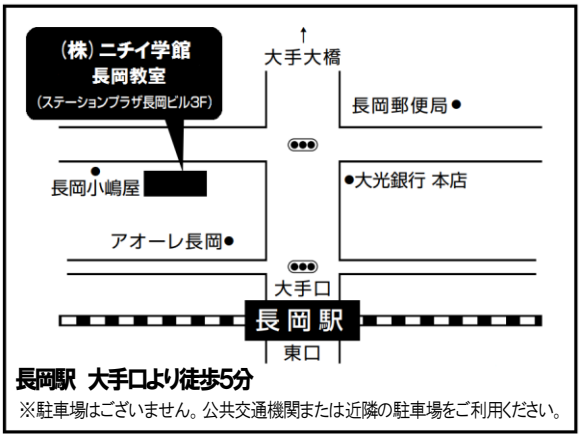 ↑
大手大橋
(株)ニチイ学館
長岡教室
(ステーションプラザ長岡ビル3F)
長岡郵便局●
長岡小嶋屋
●大光銀行 本店
アオーレ長岡●
大手口
長岡駅
東口
長岡駅 大手口より徒歩5分
※駐車場はございません。公共交通機関または近隣の駐車場をご利用ください。